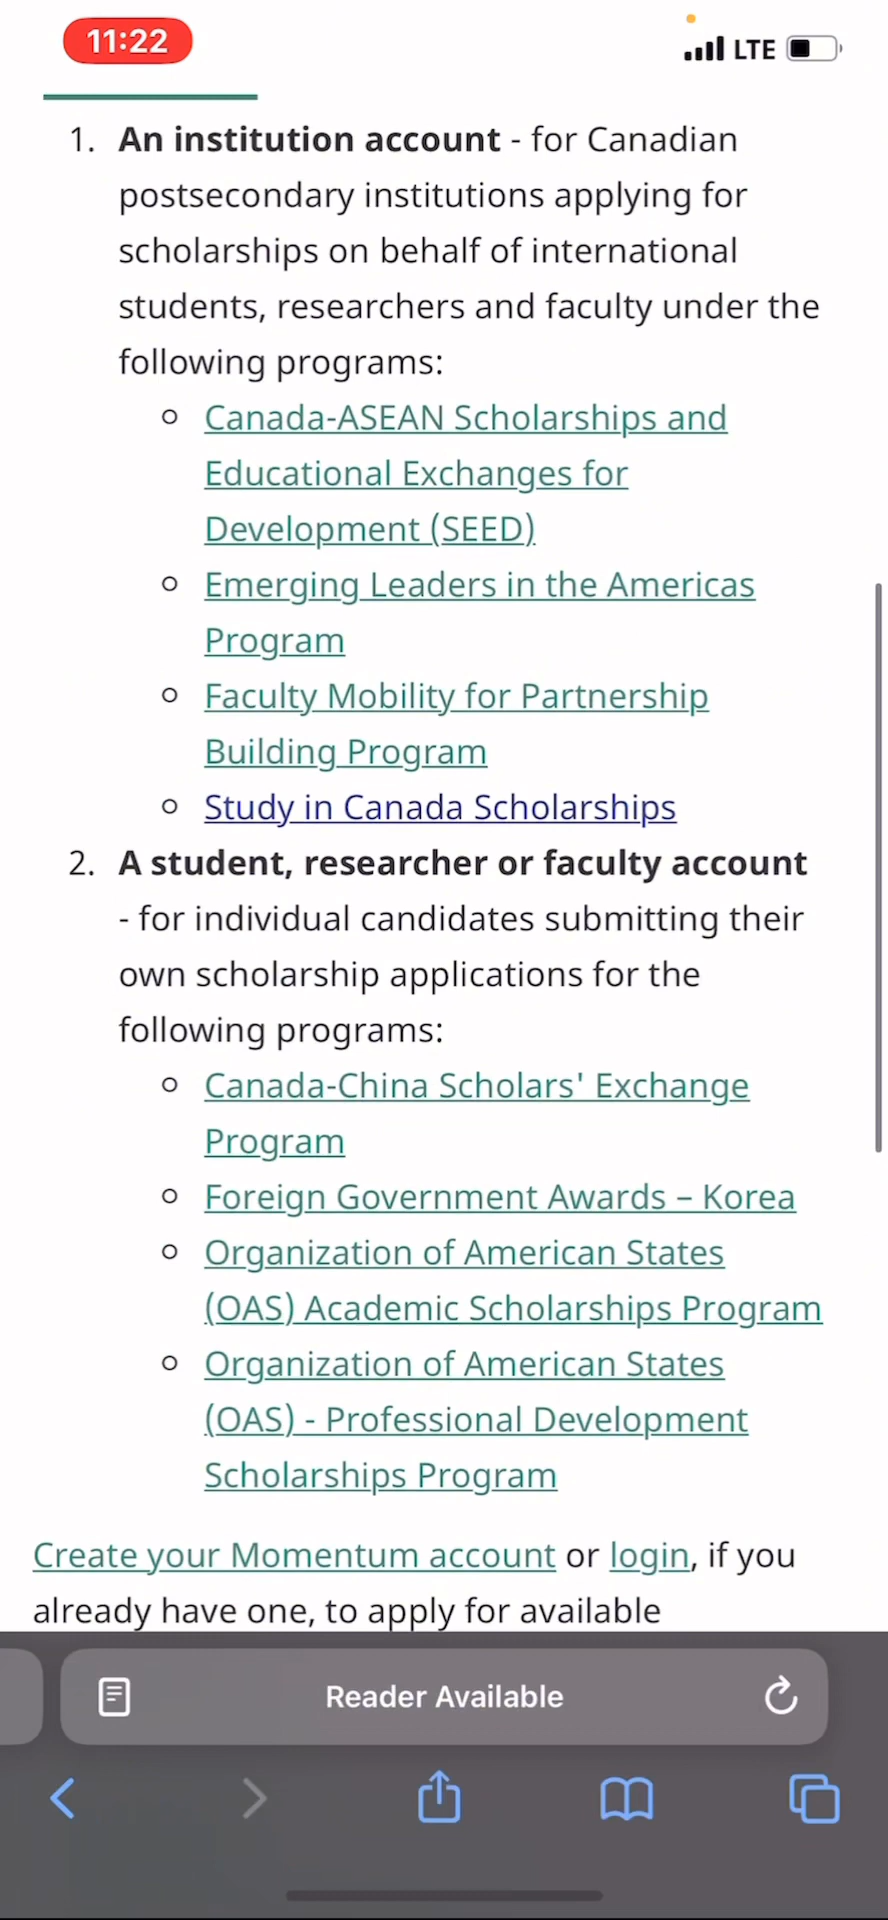 11:22
LTE
1. An institution account - for Canadian
postsecondary institutions applying for
scholarships on behalf of international
students, researchers and faculty under the
following programs:
Canada-ASEAN Scholarships and
Educational Exchanges for
Development (SEED)
Emerging Leaders in the Americas
Program
Faculty Mobility for Partnership
Building Program
Study in Canada Scholarships
2. A student, researcher or faculty account
- for individual candidates submitting their
own scholarship applications for the
following programs:
Canada-China Scholars' Exchange
Program
Foreign Government Awards – Korea
Organization of American States
(OAS) Academic Scholarships Program
Organization of American States
(OAS) - Professional Development
Scholarships Program
Create your Momentum account or login, if you
already have one, to apply for available
Reader Available